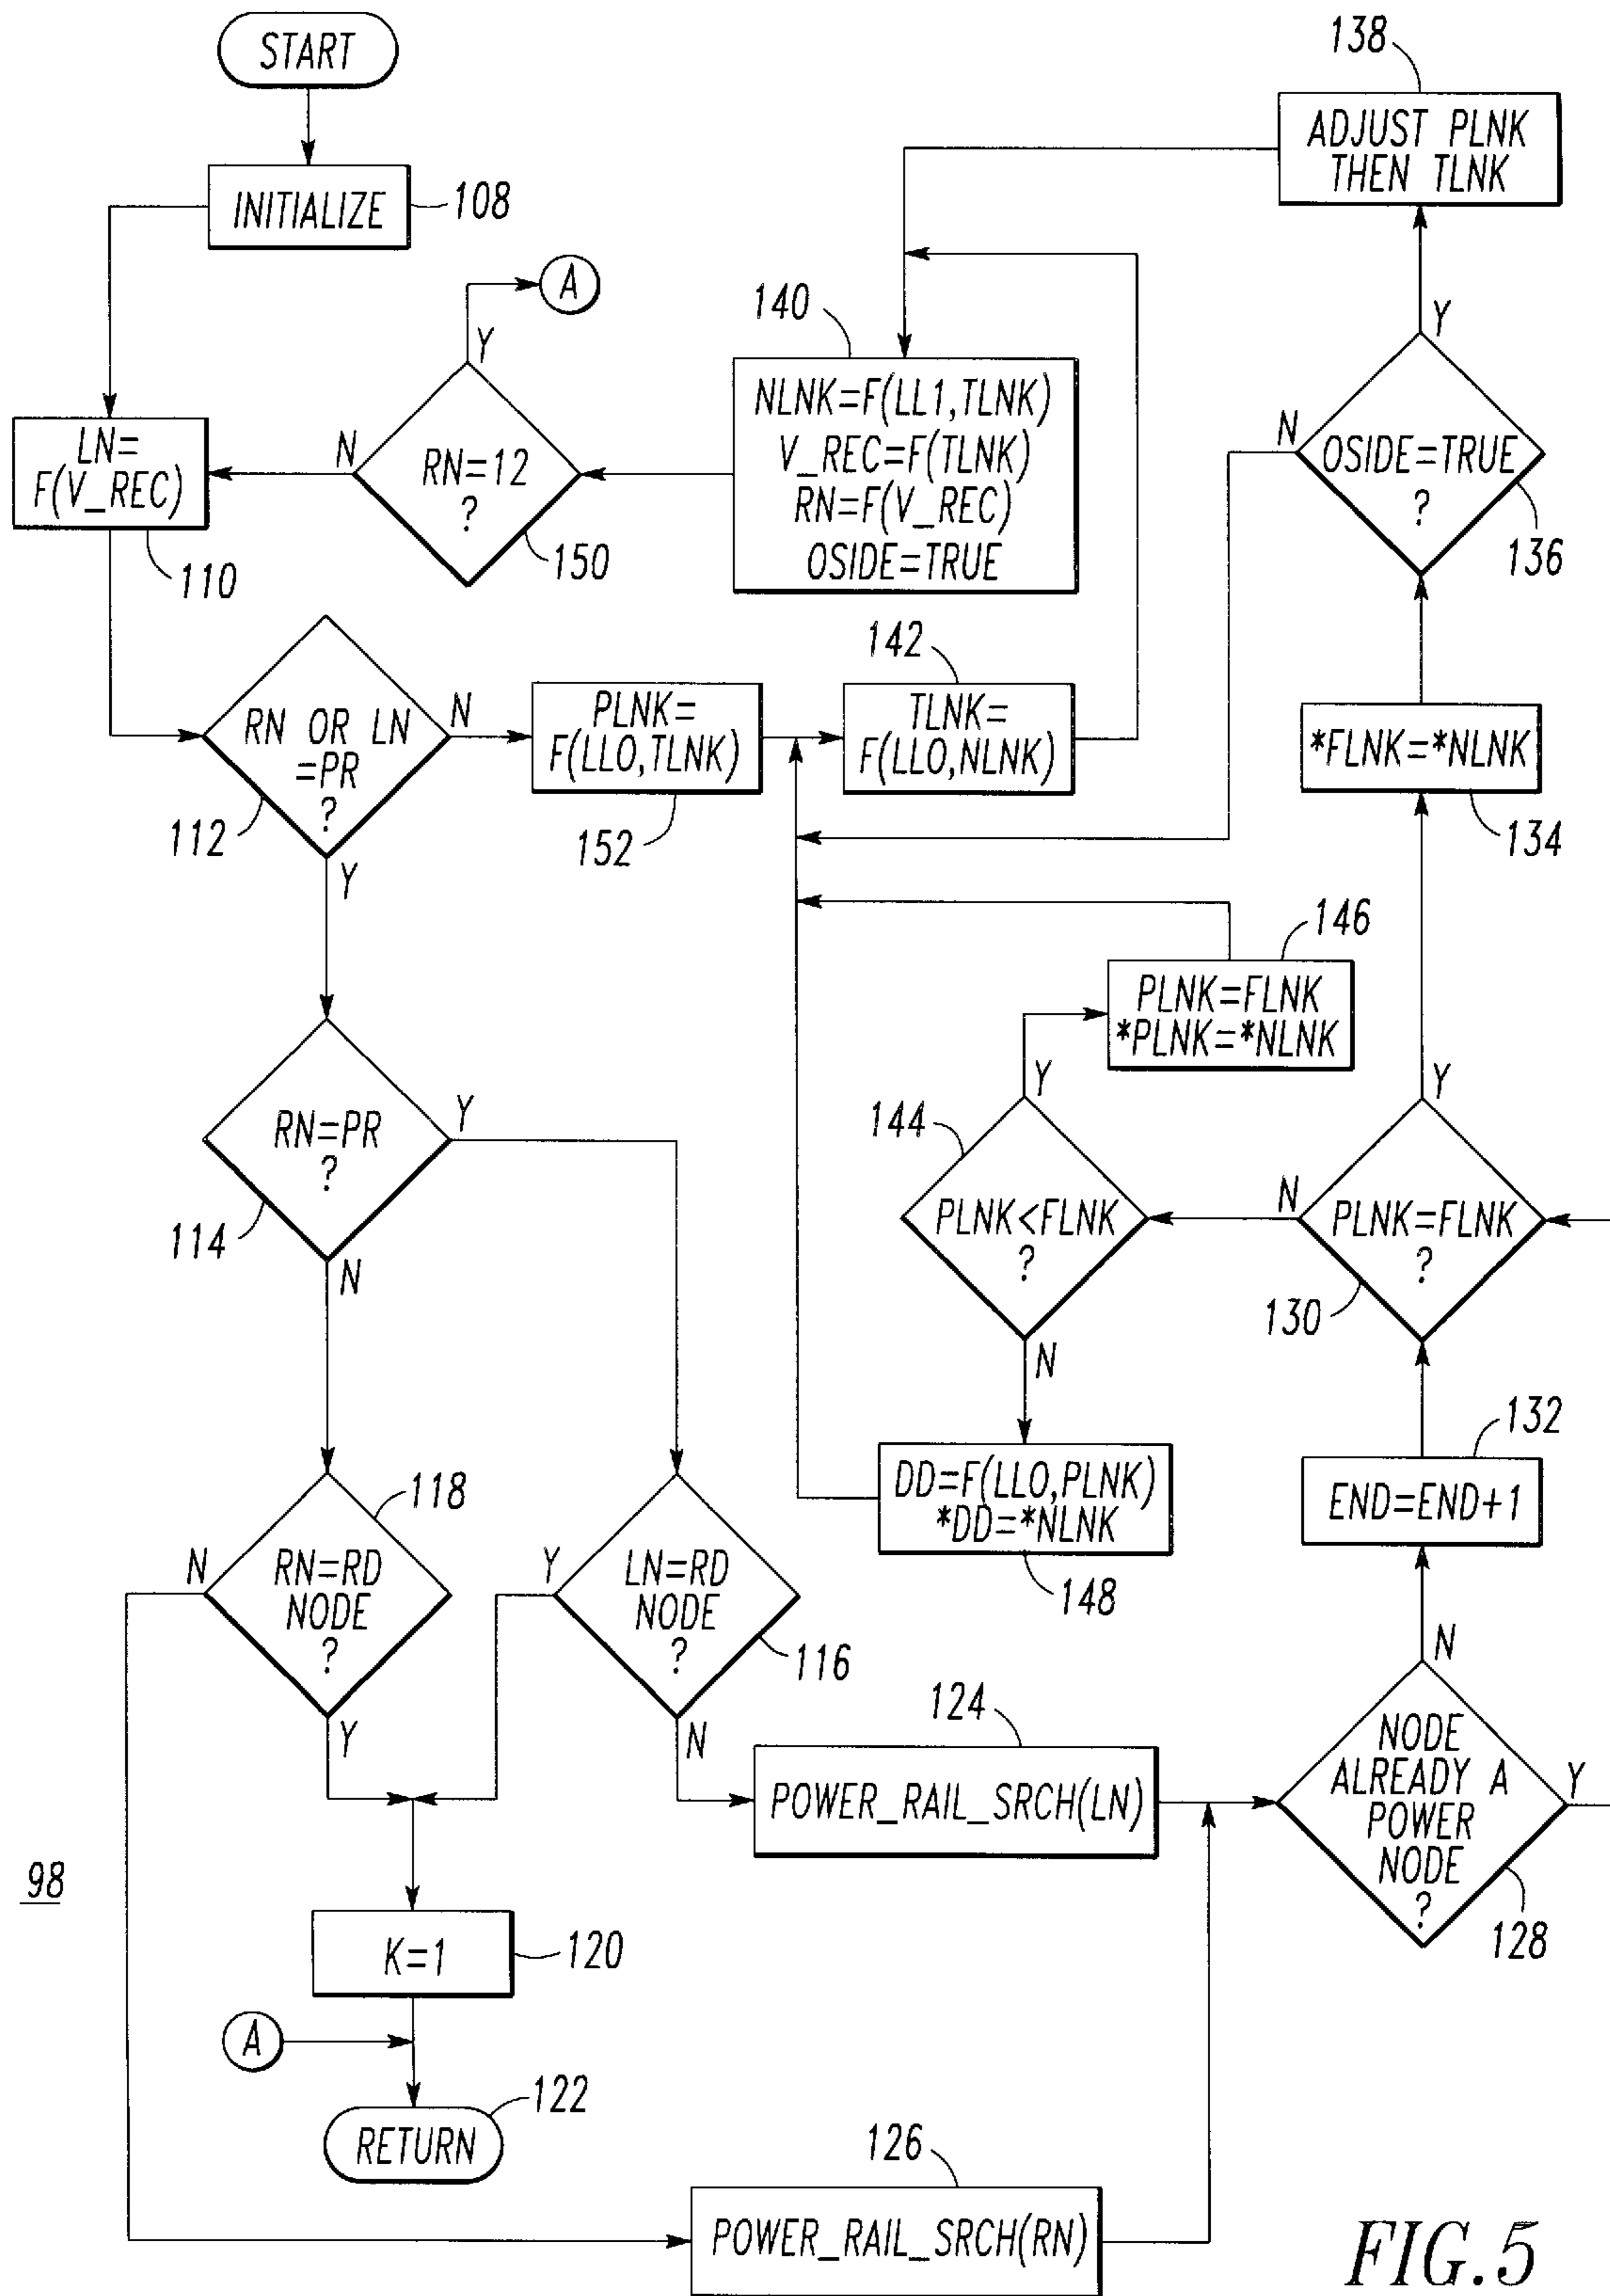 START
138
ADJUST PLNK
THEN TLNK
INITIALIZE
108
A
Y
140
NLNK=F(LL1,TLNK)
V_REC=F(TLNK)
RN=F(V_REC)
OSIDE=TRUE
Y
N
OSIDE=TRUE
?
136
LN=
F(V_REC)
110
N
RN=12
?
150
RN OR LN
=PR
?
112
N
Y
PLNK=
F(LLO,TLNK)
152
142
TLNK=
F(LLO,NLNK)
*FLNK=*NLNK
134
146
PLNK=FLNK
*PLNK=*NLNK
RN=PR
?
114
Y
N
144
Y
PLNK<FLNK
?
N
N
Y
PLNK=FLNK
?
130
DD=F(LLO,PLNK)
*DD=*NLNK
148
132
END=END+1
118
N
RN=RD
NODE
?
Y
Y
LN=RD
NODE
?
116
N
124
POWER_RAIL_SRCH(LN)
N
NODE
ALREADY A
POWER
NODE
?
Y
128
98
K=1
120
A
RETURN
122
126
POWER_RAIL_SRCH(RN)
FIG.5